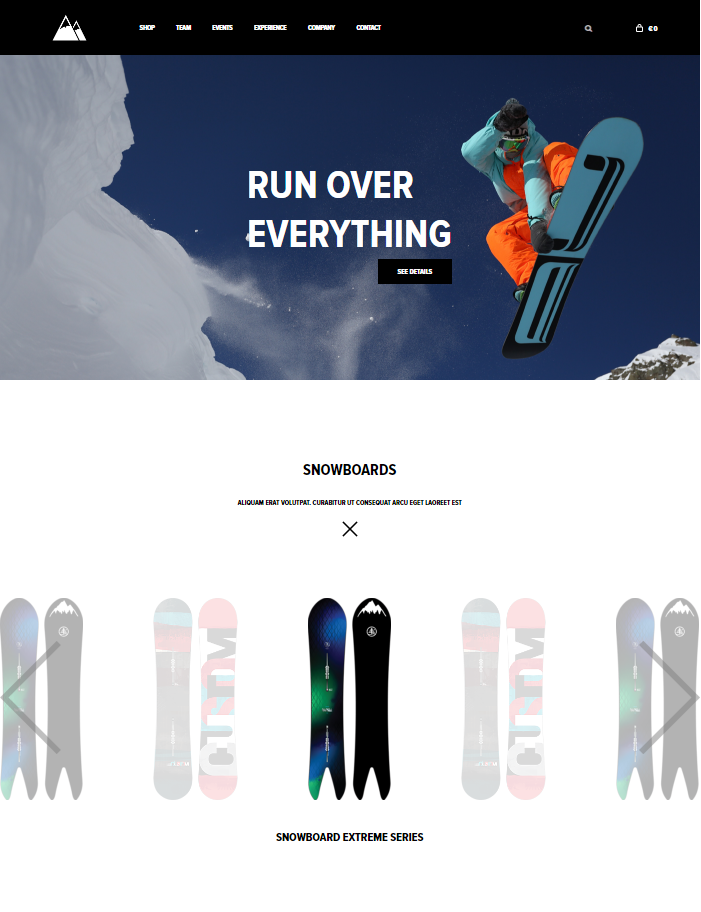 SHOP TEAM EVENTS EXPERIENCE COMPANY CONTACT €0
RUN OVER
EVERYTHING
SEE DETAILS
SNOWBOARDS
ALIQUAM ERAT VOLUTPAT. CURABITUR UT CONSEQUAT ARCU EGET LAOREET EST
SNOWBOARD EXTREME SERIES